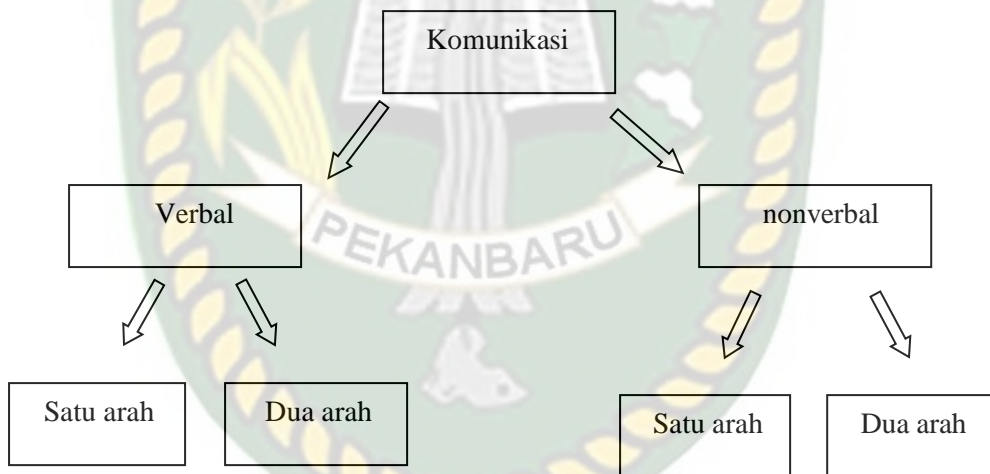 Komunikasi
Verbal
nonverbal
PEKANBARU
Satu arah
Dua arah
Satu arah
Dua arah